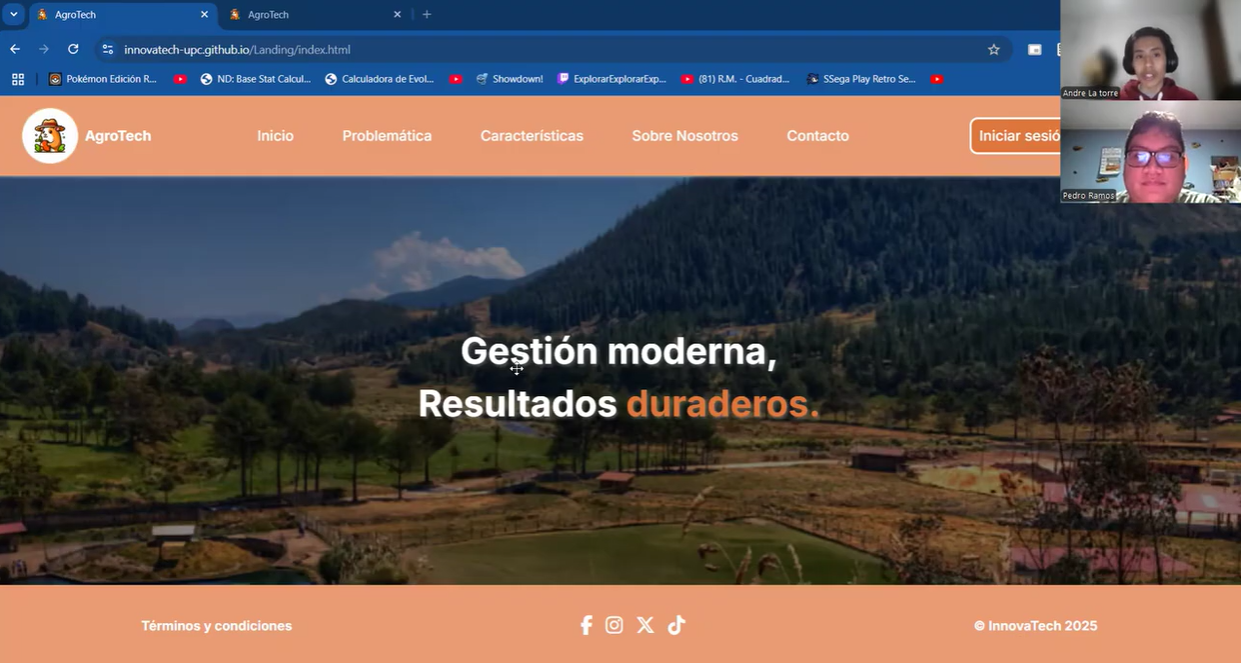 AgroTech
AgroTech
innovatech-upc.github.io/Landing/index.html
Pokémon Edición R...
ND: Base Stat Calcul...
Calculadora de Evol...
Showdown!
ExplorarExplorarExp...
(81) R.M. - Cuadrad...
SSega Play Retro Se...
Andre La torre
AgroTech
Inicio
Problemática
Características
Sobre Nosotros
Contacto
Iniciar sesió
Pedro Ramos
Gestión moderna,
Resultados duraderos.
Términos y condiciones
© InnovaTech 2025